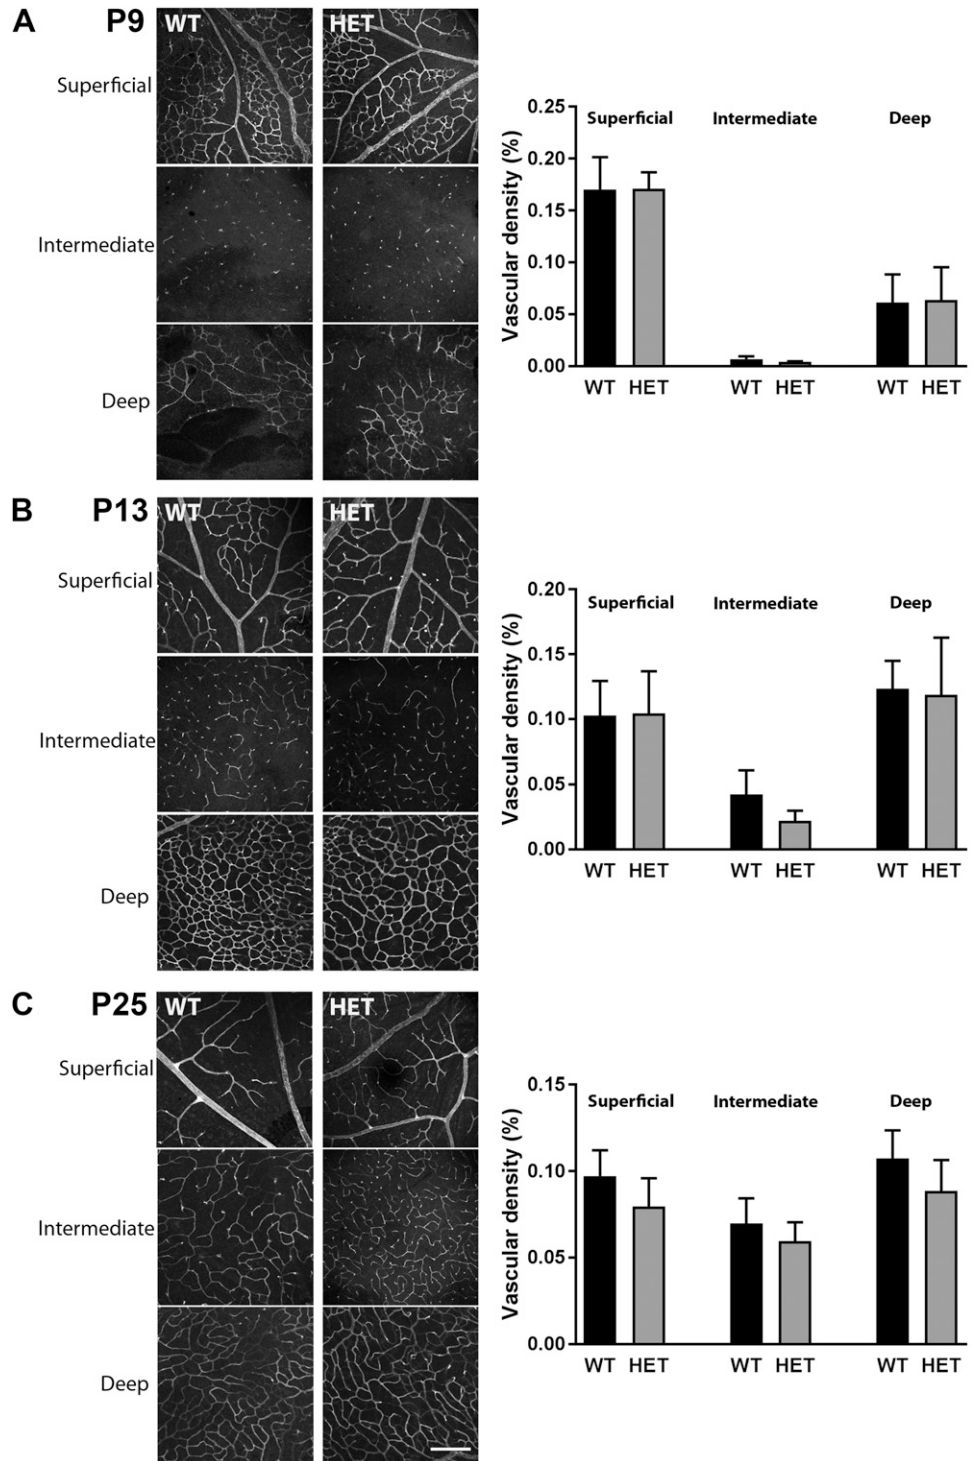 A P9
WT HET
Superficial
Intermediate
Deep
Vascular density (%)
0.25
0.20
0.15
0.10
0.05
0.00
Superficial Intermediate Deep
WT HET WT HET WT HET
B P13
WT HET
Superficial
Intermediate
Deep
Vascular density (%)
0.20
0.15
0.10
0.05
0.00
Superficial Intermediate Deep
WT HET WT HET WT HET
C P25
WT HET
Superficial
Intermediate
Deep
Vascular density (%)
0.15
0.10
0.05
0.00
Superficial Intermediate Deep
WT HET WT HET WT HET